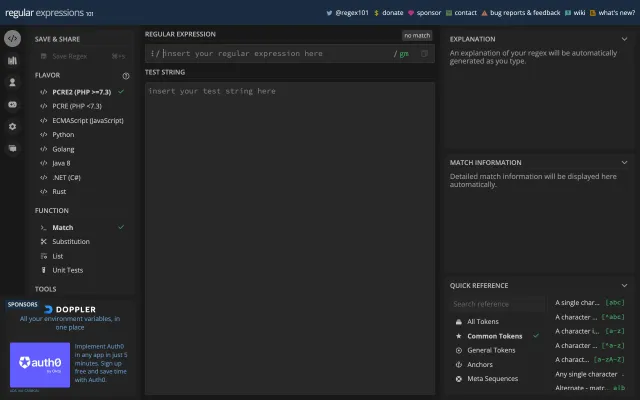 regular expressions 101
@regex101
$ donate
sponsor
contact
bug reports & feedback
wiki
what's new?
SAVE & SHARE
Save Regex ⌘+s
FLAVOR
</> PCRE2 (PHP >=7.3)
</> PCRE (PHP <7.3)
</> ECMAScript (JavaScript)
</> Python
</> Golang
</> Java 8
</> .NET (C#)
</> Rust
FUNCTION
Match
Substitution
List
Unit Tests
TOOLS
SPONSORS
DOPPLER
All your environment variables, in
one place
auth0
by Okta
Implement Auth0
in any app in just 5
minutes. Sign up
free and save time
with Auth0.
REGULAR EXPRESSION
no match
/ insert your regular expression here / gm
TEST STRING
insert your test string here
EXPLANATION
An explanation of your regex will be automatically
generated as you type.
MATCH INFORMATION
Detailed match information will be displayed here
automatically.
QUICK REFERENCE
Search reference
All Tokens
Common Tokens
General Tokens
Anchors
Meta Sequences
A single char... [abc]
A character ... [^abc]
A character i... [a-z]
A character ... [^a-z]
A charact... [a-zA-Z]
Any single character .
Alternate - matr... a|b